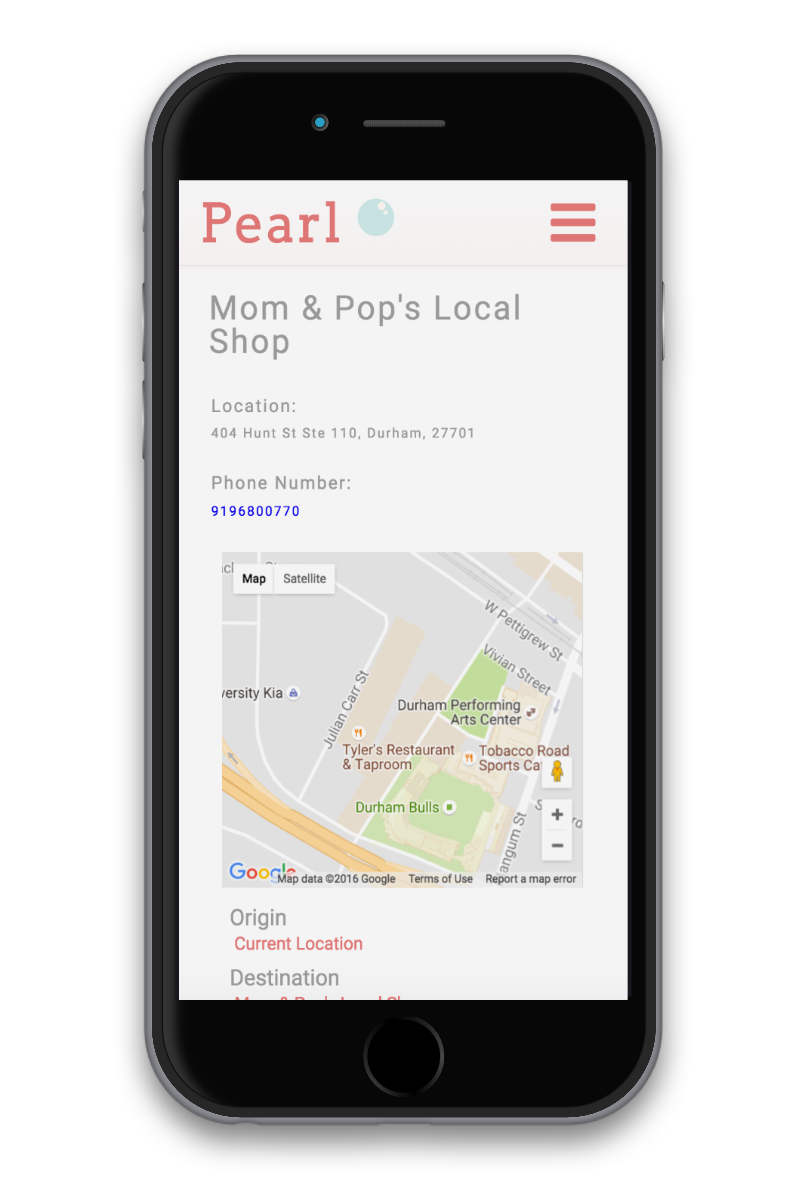 Pearl
Mom & Pop's Local
Shop
Location:
404 Hunt St Ste 110, Durham, 27701
Phone Number:
9196800770
Map Satellite
W Pettigrew St
Vivian Street
Julian Carr St
versity Kia
Durham Performing
Arts Center
Tyler's Restaurant
& Taproom
Tobacco Road
Sports Ca
Durham Bulls
angum St
Google
Map data ©2016 Google Terms of Use Report a map error
Origin
Current Location
Destination